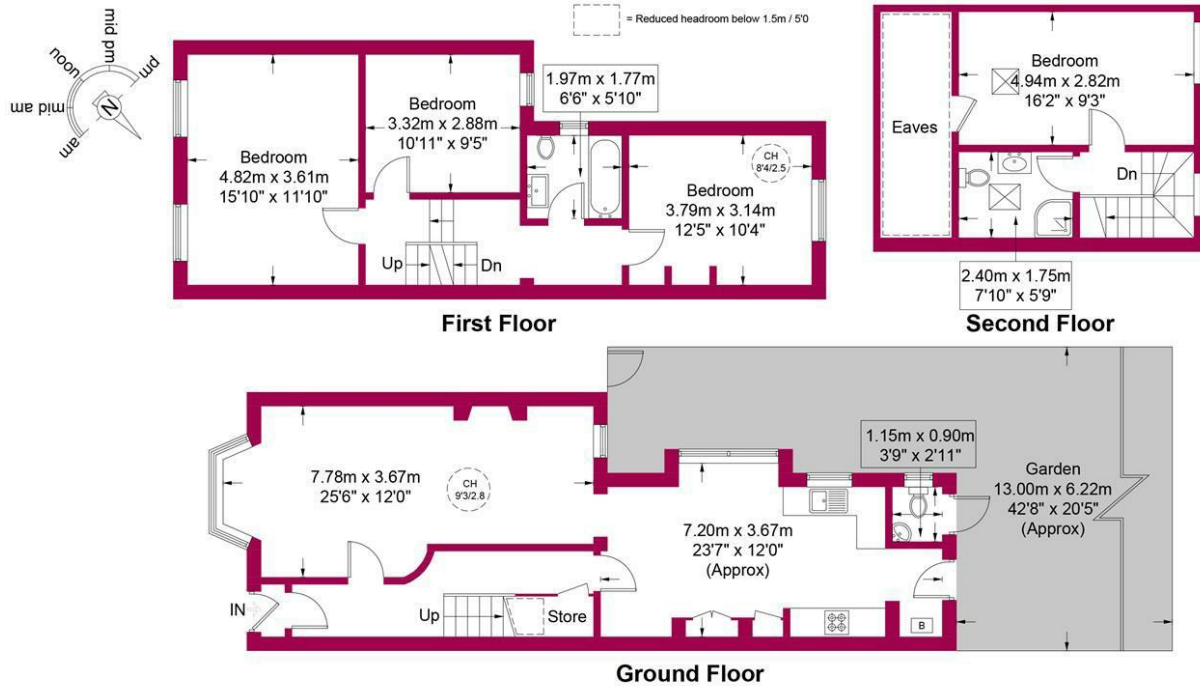 = Reduced headroom below 1.5m / 5'0
am
mid am
noon
mid pm
pm
N
Bedroom
4.82m x 3.61m
15'10" x 11'10"
Bedroom
3.32m x 2.88m
10'11" x 9'5"
1.97m x 1.77m
6'6" x 5'10"
CH
8'4/2.5
Bedroom
3.79m x 3.14m
12'5" x 10'4"
Up
Dn
First Floor
Eaves
Bedroom
4.94m x 2.82m
16'2" x 9'3"
Dn
2.40m x 1.75m
7'10" x 5'9"
Second Floor
7.78m x 3.67m
25'6" x 12'0"
CH
9'3/2.8
IN
Up
Store
7.20m x 3.67m
23'7" x 12'0"
(Approx)
1.15m x 0.90m
3'9" x 2'11"
B
Garden
13.00m x 6.22m
42'8" x 20'5"
(Approx)
Ground Floor